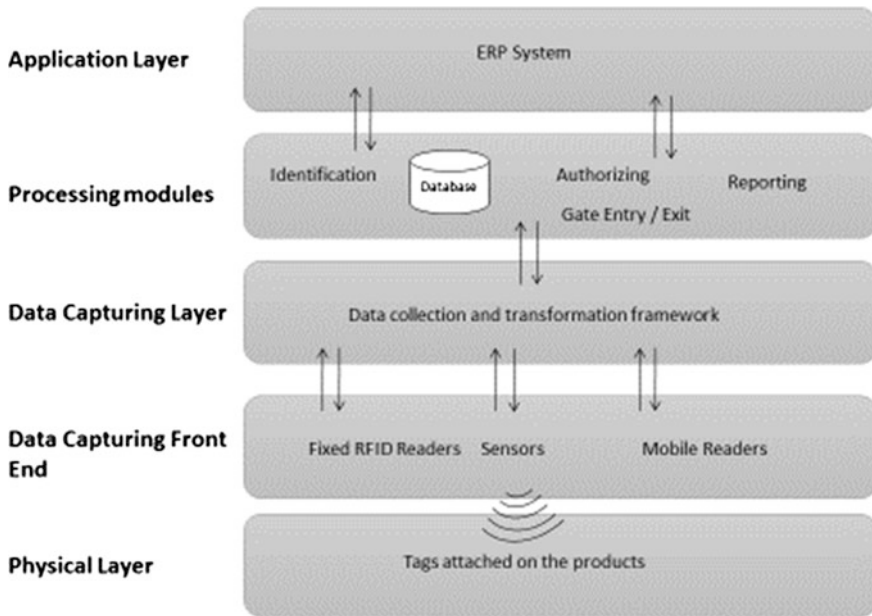 Application Layer
ERP System
Processing modules
Identification
Database
Authorizing
Reporting
Gate Entry / Exit
Data Capturing Layer
Data collection and transformation framework
Data Capturing Front
End
Fixed RFID Readers
Sensors
Mobile Readers
Physical Layer
Tags attached on the products